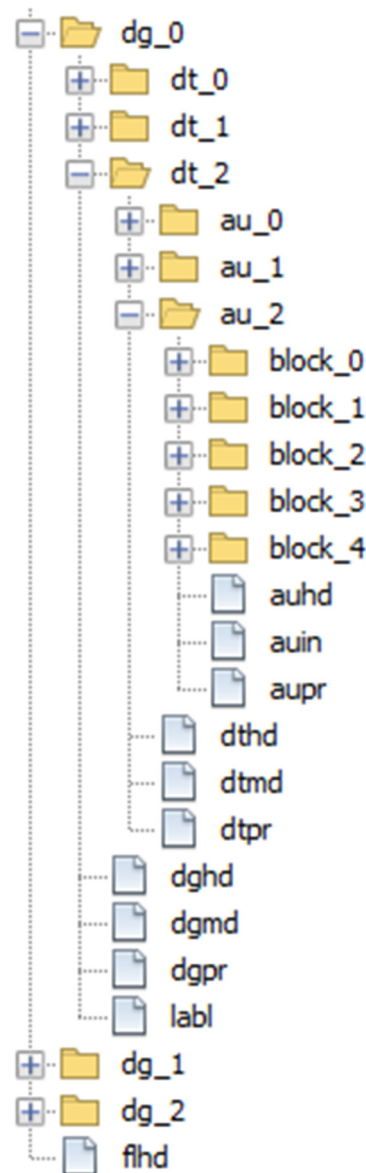 dg_0
dt_0
dt_1
dt_2
au_0
au_1
au_2
block_0
block_1
block_2
block_3
block_4
auhd
auin
aupr
dthd
dtmd
dtpr
dghd
dgmd
dgpr
labl
dg_1
dg_2
flhd